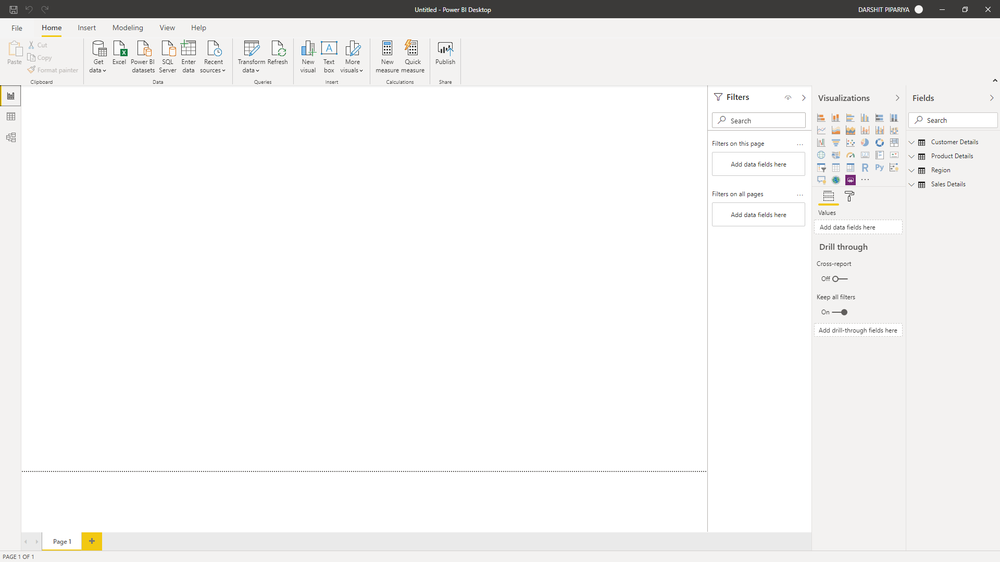 Untitled - Power BI Desktop
DARSHIT PIPARIYA
File Home Insert Modeling View Help
Paste
Cut
Copy
Format painter
Clipboard
Get data
Excel
Power BI datasets
SQL Server
Enter data
Recent sources
Data
Transform data
Refresh
Queries
New visual
Text box
More visuals
Insert
New measure
Quick measure
Calculations
Publish
Share
Filters
Search
Filters on this page
Add data fields here
Filters on all pages
Add data fields here
Visualizations
123
R
Py
Values
Add data fields here
Drill through
Cross-report
Off
Keep all filters
On
Add drill-through fields here
Fields
Search
Customer Details
Product Details
Region
Sales Details
Page 1
PAGE 1 OF 1